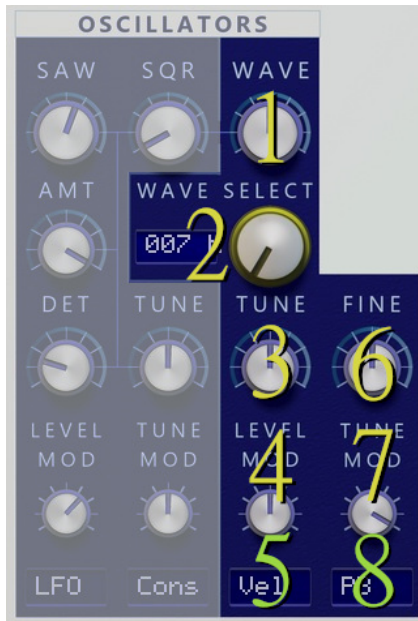 OSCILLATORS
SAW SQR WAVE
1
AMT WAVE SELECT
007
2
DET TUNE TUNE FINE
3 6
LEVEL MOD TUNE MOD LEVEL MOD TUNE MOD
4 7
LFO Cons Vel PB
5 8